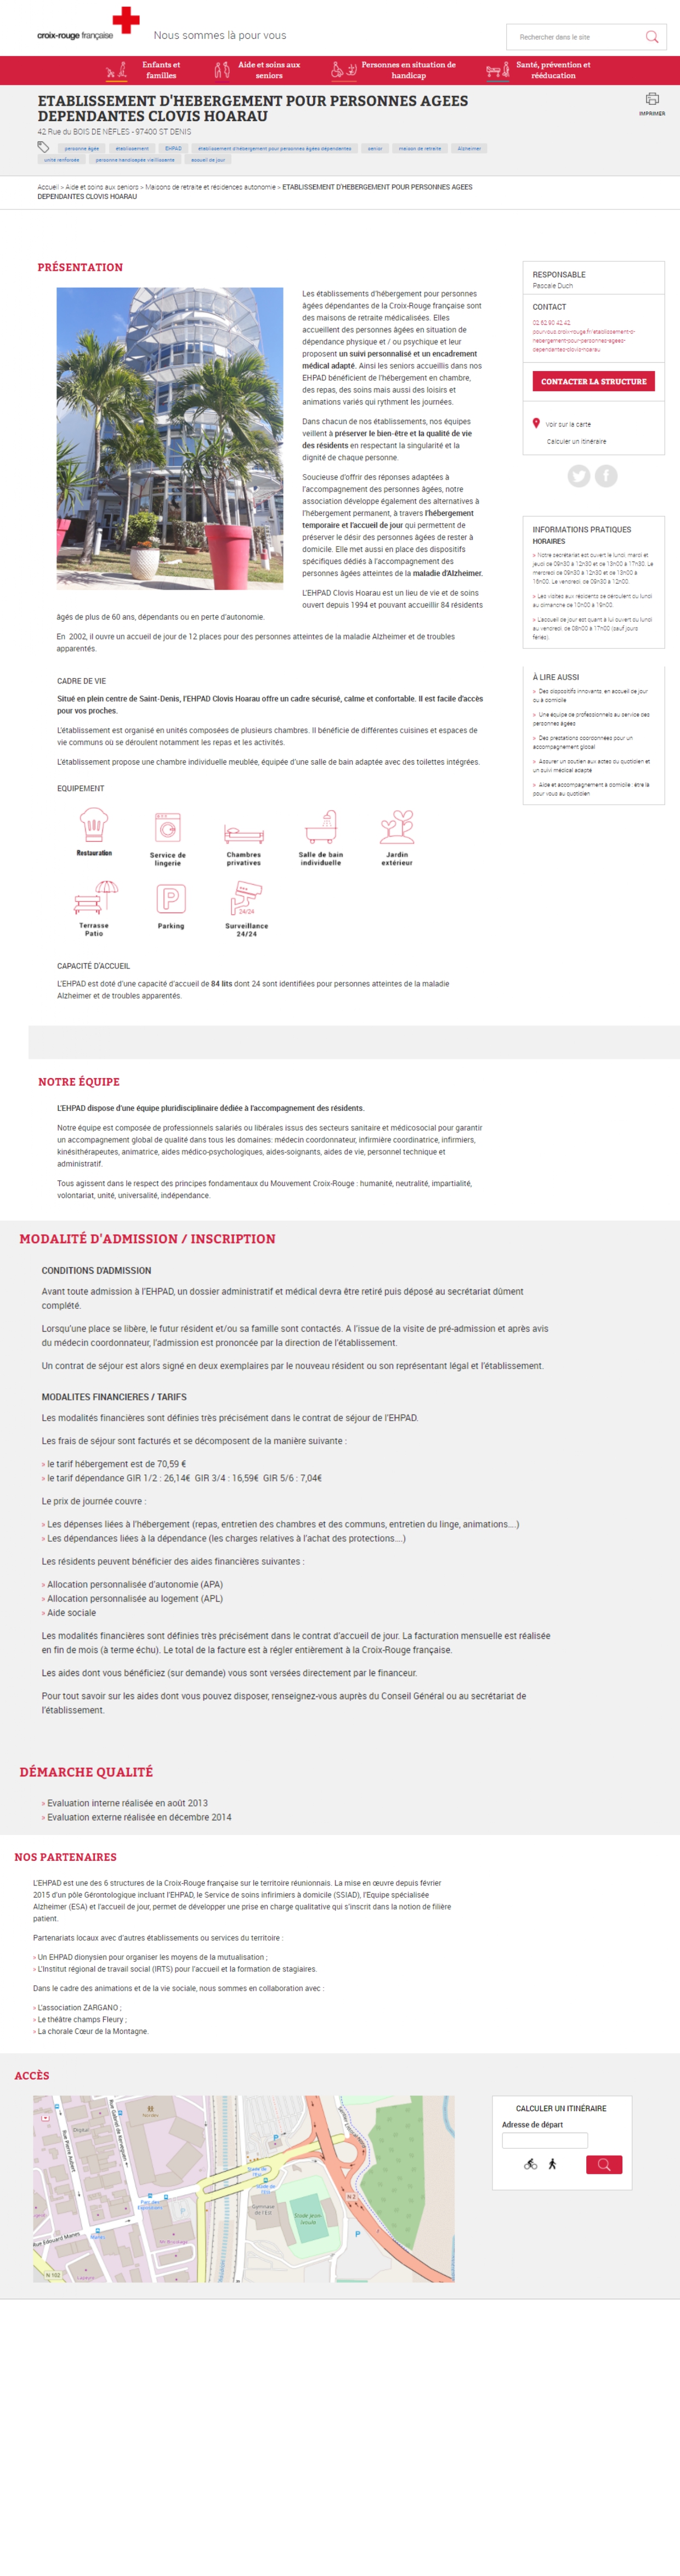 croix-rouge française
Nous sommes là pour vous
Rechercher dans le site
Enfants et
familles
Aide et soins aux
seniors
Personnes en situation de
handicap
Santé, prévention et
rééducation
ETABLISSEMENT D'HEBERGEMENT POUR PERSONNES AGEES
DEPENDANTES CLOVIS HOARAU
42 Rue du BOIS DE NÈFLES - 97400 ST DENIS
IMPRIMER
personne âgée
établissement
EHPAD
établissement d'hébergement pour personnes âgées dépendantes
senior
maison de retraite
Alzheimer
unité renforcée
personne handicapée vieillissante
accueil de jour
Accueil > Aide et soins aux seniors > Maisons de retraite et résidences autonomie > ETABLISSEMENT D'HEBERGEMENT POUR PERSONNES AGEES
DEPENDANTES CLOVIS HOARAU
PRÉSENTATION
Les établissements d'hébergement pour personnes
âgées dépendantes de la Croix-Rouge française sont
des maisons de retraite médicalisées. Elles
accueillent des personnes âgées en situation de
dépendance physique et / ou psychique et leur
proposent un suivi personnalisé et un encadrement
médical adapté. Ainsi les seniors accueillis dans nos
EHPAD bénéficient de l'hébergement en chambre,
des repas, des soins mais aussi des loisirs et
animations variés qui rythment les journées.
Dans chacun de nos établissements, nos équipes
veillent à préserver le bien-être et la qualité de vie
des résidents en respectant la singularité et la
dignité de chaque personne.
Soucieuse d'offrir des réponses adaptées à
l'accompagnement des personnes âgées, notre
association développe également des alternatives à
l'hébergement permanent, à travers l'hébergement
temporaire et l'accueil de jour qui permettent de
préserver le désir des personnes âgées de rester à
domicile. Elle met aussi en place des dispositifs
spécifiques dédiés à l'accompagnement des
personnes âgées atteintes de la maladie d'Alzheimer.
L'EHPAD Clovis Hoarau est un lieu de vie et de soins
ouvert depuis 1994 et pouvant accueillir 84 résidents
âgés de plus de 60 ans, dépendants ou en perte d'autonomie.
En 2002, il ouvre un accueil de jour de 12 places pour des personnes atteintes de la maladie Alzheimer et de troubles
apparentés.
CADRE DE VIE
Situé en plein centre de Saint-Denis, l'EHPAD Clovis Hoarau offre un cadre sécurisé, calme et confortable. Il est facile d'accès
pour vos proches.
L'établissement est organisé en unités composées de plusieurs chambres. Il bénéficie de différentes cuisines et espaces de
vie communs où se déroulent notamment les repas et les activités.
L'établissement propose une chambre individuelle meublée, équipée d'une salle de bain adaptée avec des toilettes intégrées.
EQUIPEMENT
Restauration
Service de
lingerie
Chambres
privatives
Salle de bain
individuelle
Jardin
extérieur
24/24
Terrasse
Patio
P
Parking
Surveillance
24/24
CAPACITÉ D'ACCUEIL
L'EHPAD est doté d'une capacité d'accueil de 84 lits dont 24 sont identifiées pour personnes atteintes de la maladie
Alzheimer et de troubles apparentés.
RESPONSABLE
Pascale Duch
CONTACT
02.62.90.42.42.
pourvous.croix-rouge.fr/etablissement-d-
hebergement-pour-personnes-agees-
dependantes-clovis-hoarau
CONTACTER LA STRUCTURE
Voir sur la carte
Calculer un itinéraire
INFORMATIONS PRATIQUES
HORAIRES
» Notre secrétariat est ouvert le lundi, mardi et
jeudi de 09h30 à 12h30 et de 13h00 à 17h30. Le
mercredi de 09h30 à 12h30 et de 13h00 à
16h00. Le vendredi de 09h30 à 12h00.
» Les visites aux résidents se déroulent du lundi
au dimanche de 10h00 à 19h00.
» L'accueil de jour est quant à lui ouvert du lundi
au vendredi, de 08h00 à 17h00 (sauf jours
fériés).
À LIRE AUSSI
» Des dispositifs innovants, en accueil de jour
ou à domicile
» Une équipe de professionnels au service des
personnes âgées
» Des prestations coordonnées pour un
accompagnement global
» Assurer un soutien aux actes du quotidien et
un suivi médical adapté
» Aide et accompagnement à domicile : être là
pour vous au quotidien
NOTRE ÉQUIPE
L'EHPAD dispose d'une équipe pluridisciplinaire dédiée à l'accompagnement des résidents.
Notre équipe est composée de professionnels salariés ou libérales issus des secteurs sanitaire et médicosocial pour garantir
un accompagnement global de qualité dans tous les domaines: médecin coordonnateur, infirmière coordinatrice, infirmiers,
kinésithérapeutes, animatrice, aides médico-psychologiques, aides-soignants, aides de vie, personnel technique et
administratif.
Tous agissent dans le respect des principes fondamentaux du Mouvement Croix-Rouge : humanité, neutralité, impartialité,
volontariat, unité, universalité, indépendance.
MODALITÉ D'ADMISSION / INSCRIPTION
CONDITIONS D'ADMISSION
Avant toute admission à l'EHPAD, un dossier administratif et médical devra être retiré puis déposé au secrétariat dûment
complété.
Lorsqu'une place se libère, le futur résident et/ou sa famille sont contactés. A l'issue de la visite de pré-admission et après avis
du médecin coordonnateur, l'admission est prononcée par la direction de l'établissement.
Un contrat de séjour est alors signé en deux exemplaires par le nouveau résident ou son représentant légal et l'établissement.
MODALITES FINANCIERES / TARIFS
Les modalités financières sont définies très précisément dans le contrat de séjour de l'EHPAD.
Les frais de séjour sont facturés et se décomposent de la manière suivante :
» le tarif hébergement est de 70,59 €
» le tarif dépendance GIR 1/2 : 26,14€ GIR 3/4 : 16,59€ GIR 5/6 : 7,04€
Le prix de journée couvre :
» Les dépenses liées à l'hébergement (repas, entretien des chambres et des communs, entretien du linge, animations....)
» Les dépendances liées à la dépendance (les charges relatives à l'achat des protections....)
Les résidents peuvent bénéficier des aides financières suivantes :
» Allocation personnalisée d'autonomie (APA)
» Allocation personnalisée au logement (APL)
» Aide sociale
Les modalités financières sont définies très précisément dans le contrat d'accueil de jour. La facturation mensuelle est réalisée
en fin de mois (à terme échu). Le total de la facture est à régler entièrement à la Croix-Rouge française.
Les aides dont vous bénéficiez (sur demande) vous sont versées directement par le financeur.
Pour tout savoir sur les aides dont vous pouvez disposer, renseignez-vous auprès du Conseil Général ou au secrétariat de
l'établissement.
DÉMARCHE QUALITÉ
» Evaluation interne réalisée en août 2013
» Evaluation externe réalisée en décembre 2014
NOS PARTENAIRES
L'EHPAD est une des 6 structures de la Croix-Rouge française sur le territoire réunionnais. La mise en œuvre depuis février
2015 d'un pôle Gérontologique incluant l'EHPAD, le Service de soins infirmiers à domicile (SSIAD), l'Equipe spécialisée
Alzheimer (ESA) et l'accueil de jour, permet de développer une prise en charge qualitative qui s'inscrit dans la notion de filière
patient.
Partenariats locaux avec d'autres établissements ou services du territoire :
» Un EHPAD dionysien pour organiser les moyens de la mutualisation ;
» L'Institut régional de travail social (IRTS) pour l'accueil et la formation de stagiaires.
Dans le cadre des animations et de la vie sociale, nous sommes en collaboration avec :
» L'association ZARGANO ;
» Le théâtre champs Fleury ;
» La chorale Cœur de la Montagne.
ACCÈS
P
N 2
Gymnase
de l'Est
Stade Jean
Ivoula
P
Rue Edouard Manes
N 102
CALCULER UN ITINÉRAIRE
Adresse de départ